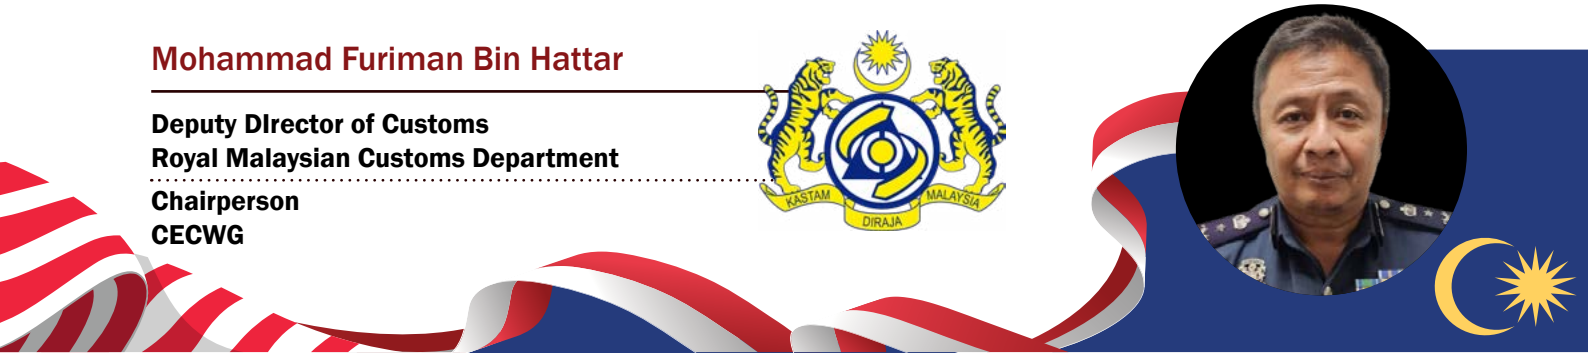 Mohammad Furiman Bin Hattar
Deputy DIrector of Customs
Royal Malaysian Customs Department
Chairperson
CECWG
KASTAM
DIRAJA
MALAYSIA